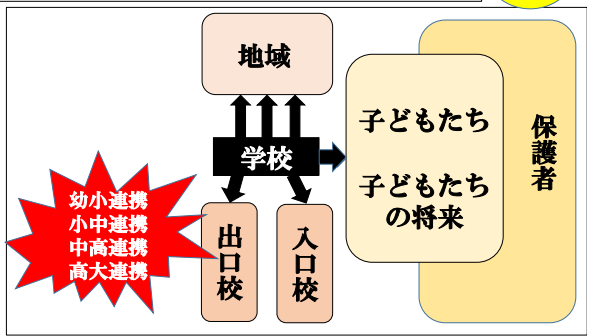 地域
学校
子どもたち
子どもたち
の将来
保護者
幼小連携
小中連携
中高連携
高大連携
出口校
入口校